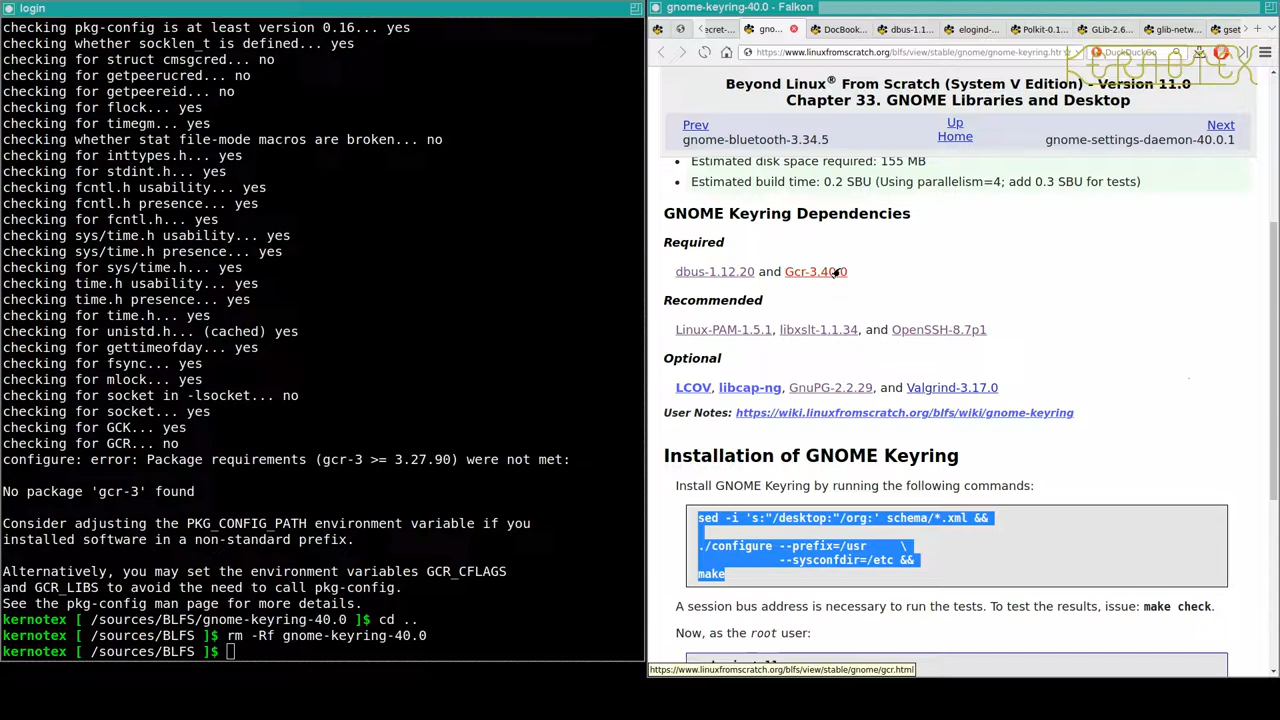 login
checking pkg-config is at least version 0.16... yes
checking whether socklen_t is defined... yes
checking for struct cmsgcred... no
checking for getpeerucred... no
checking for getpeereid... no
checking for flock... yes
checking for timegm... yes
checking whether stat file-mode macros are broken... no
checking for inttypes.h... yes
checking for stdint.h... yes
checking fcntl.h usability... yes
checking fcntl.h presence... yes
checking for fcntl.h... yes
checking sys/time.h usability... yes
checking sys/time.h presence... yes
checking for sys/time.h... yes
checking time.h usability... yes
checking time.h presence... yes
checking for time.h... yes
checking for unistd.h... (cached) yes
checking for gettimeofday... yes
checking for fsync... yes
checking for mlock... yes
checking for socket in -lsocket... no
checking for socket... yes
checking for GCK... yes
checking for GCR... no
configure: error: Package requirements (gcr-3 >= 3.27.90) were not met:
No package 'gcr-3' found
Consider adjusting the PKG_CONFIG_PATH environment variable if you
installed software in a non-standard prefix.
Alternatively, you may set the environment variables GCR_CFLAGS
and GCR_LIBS to avoid the need to call pkg-config.
See the pkg-config man page for more details.
kernotex [ /sources/BLFS/gnome-keyring-40.0 ]$ cd ..
kernotex [ /sources/BLFS ]$ rm -Rf gnome-keyring-40.0
kernotex [ /sources/BLFS ]$
gnome-keyring-40.0 - Falkon
ecret- gno... DocBook... dbus-1.1... elogind-... Polkit-0.1... GLib-2.6... glib-netw... gset
https://www.linuxfromscratch.org/blfs/view/stable/gnome/gnome-keyring.htr DuckDuckGo
KERNOTEX
Beyond Linux® From Scratch (System V Edition) - Version 11.0
Chapter 33. GNOME Libraries and Desktop
Prev Up Next
gnome-bluetooth-3.34.5 Home gnome-settings-daemon-40.0.1
• Estimated disk space required: 155 MB
• Estimated build time: 0.2 SBU (Using parallelism=4; add 0.3 SBU for tests)
GNOME Keyring Dependencies
Required
dbus-1.12.20 and Gcr-3.40.0
Recommended
Linux-PAM-1.5.1, libxslt-1.1.34, and OpenSSH-8.7p1
Optional
LCOV, libcap-ng, GnuPG-2.2.29, and Valgrind-3.17.0
User Notes: https://wiki.linuxfromscratch.org/blfs/wiki/gnome-keyring
Installation of GNOME Keyring
Install GNOME Keyring by running the following commands:
sed -i 's:"/desktop:"/org:' schema/*.xml &&
./configure --prefix=/usr \
--sysconfdir=/etc &&
make
A session bus address is necessary to run the tests. To test the results, issue: make check.
Now, as the root user:
https://www.linuxfromscratch.org/blfs/view/stable/gnome/gcr.html